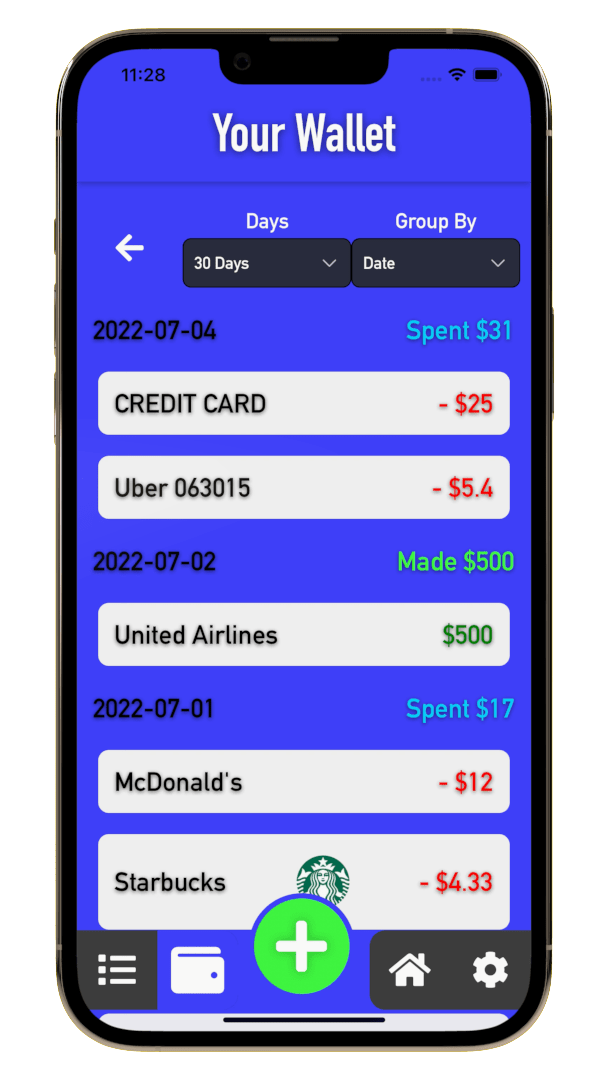 11:28
Your Wallet
Days Group By
30 Days Date
2022-07-04 Spent $31
CREDIT CARD - $25
Uber 063015 - $5.4
2022-07-02 Made $500
United Airlines $500
2022-07-01 Spent $17
McDonald's - $12
Starbucks - $4.33